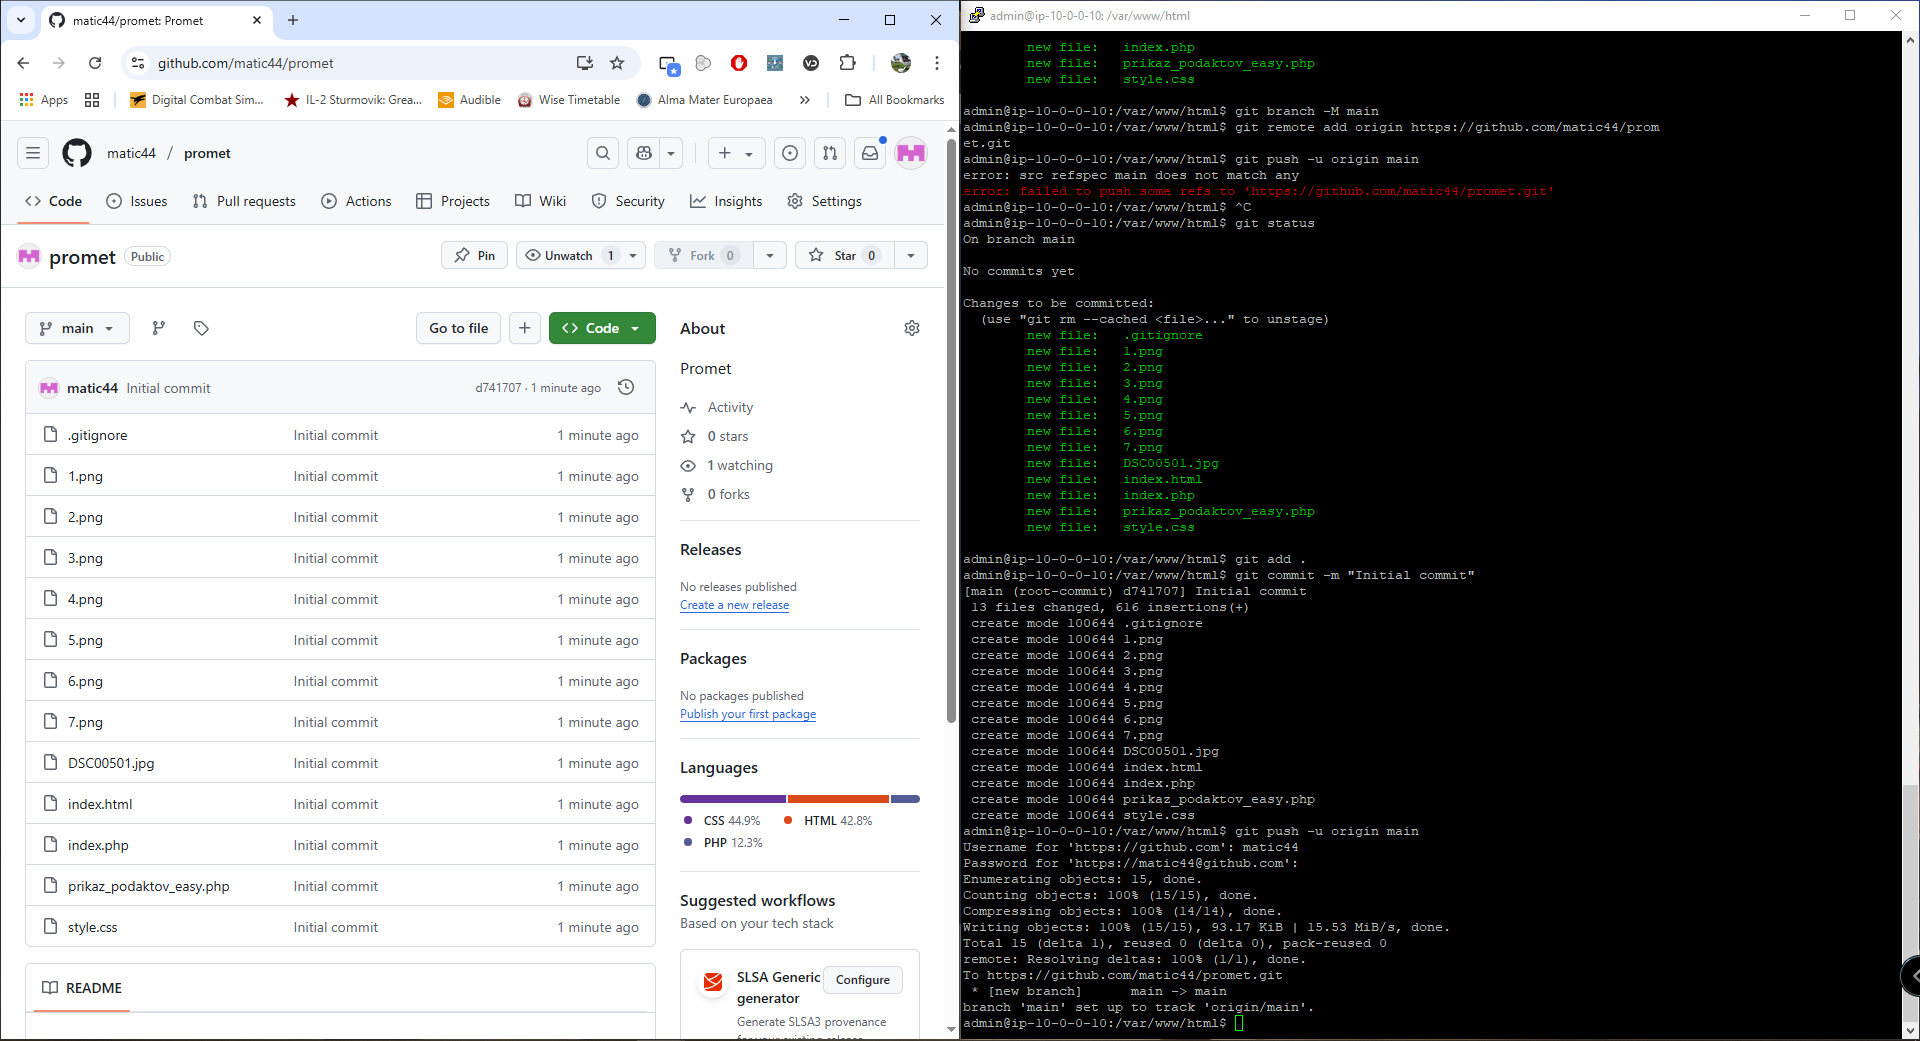 matic44/promet: Promet
github.com/matic44/promet
Apps
Digital Combat Sim...
IL-2 Sturmovik: Grea...
Audible
Wise Timetable
Alma Mater Europaea
»
All Bookmarks
matic44 / promet
Code
Issues
Pull requests
Actions
Projects
Wiki
Security
Insights
Settings
promet Public
Pin
Unwatch 1
Fork 0
Star 0
main
Go to file
Code
matic44 Initial commit d741707 · 1 minute ago
.gitignore Initial commit 1 minute ago
1.png Initial commit 1 minute ago
2.png Initial commit 1 minute ago
3.png Initial commit 1 minute ago
4.png Initial commit 1 minute ago
5.png Initial commit 1 minute ago
6.png Initial commit 1 minute ago
7.png Initial commit 1 minute ago
DSC00501.jpg Initial commit 1 minute ago
index.html Initial commit 1 minute ago
index.php Initial commit 1 minute ago
prikaz_podaktov_easy.php Initial commit 1 minute ago
style.css Initial commit 1 minute ago
README
About
Promet
Activity
0 stars
1 watching
0 forks
Releases
No releases published
Create a new release
Packages
No packages published
Publish your first package
Languages
CSS 44.9% HTML 42.8%
PHP 12.3%
Suggested workflows
Based on your tech stack
SLSA Generic
generator
Configure
Generate SLSA3 provenance
for your existing release
admin@ip-10-0-0-10: /var/www/html
new file: index.php
new file: prikaz_podaktov_easy.php
new file: style.css
admin@ip-10-0-0-10:/var/www/html$ git branch -M main
admin@ip-10-0-0-10:/var/www/html$ git remote add origin https://github.com/matic44/prom
et.git
admin@ip-10-0-0-10:/var/www/html$ git push -u origin main
error: src refspec main does not match any
error: failed to push some refs to 'https://github.com/matic44/promet.git'
admin@ip-10-0-0-10:/var/www/html$ ^C
admin@ip-10-0-0-10:/var/www/html$ git status
On branch main
No commits yet
Changes to be committed:
(use "git rm --cached <file>..." to unstage)
new file: .gitignore
new file: 1.png
new file: 2.png
new file: 3.png
new file: 4.png
new file: 5.png
new file: 6.png
new file: 7.png
new file: DSC00501.jpg
new file: index.html
new file: index.php
new file: prikaz_podaktov_easy.php
new file: style.css
admin@ip-10-0-0-10:/var/www/html$ git add .
admin@ip-10-0-0-10:/var/www/html$ git commit -m "Initial commit"
[main (root-commit) d741707] Initial commit
13 files changed, 616 insertions(+)
create mode 100644 .gitignore
create mode 100644 1.png
create mode 100644 2.png
create mode 100644 3.png
create mode 100644 4.png
create mode 100644 5.png
create mode 100644 6.png
create mode 100644 7.png
create mode 100644 DSC00501.jpg
create mode 100644 index.html
create mode 100644 index.php
create mode 100644 prikaz_podaktov_easy.php
create mode 100644 style.css
admin@ip-10-0-0-10:/var/www/html$ git push -u origin main
Username for 'https://github.com': matic44
Password for 'https://matic44@github.com':
Enumerating objects: 15, done.
Counting objects: 100% (15/15), done.
Compressing objects: 100% (14/14), done.
Writing objects: 100% (15/15), 93.17 KiB | 15.53 MiB/s, done.
Total 15 (delta 1), reused 0 (delta 0), pack-reused 0
remote: Resolving deltas: 100% (1/1), done.
To https://github.com/matic44/promet.git
* [new branch] main -> main
branch 'main' set up to track 'origin/main'.
admin@ip-10-0-0-10:/var/www/html$